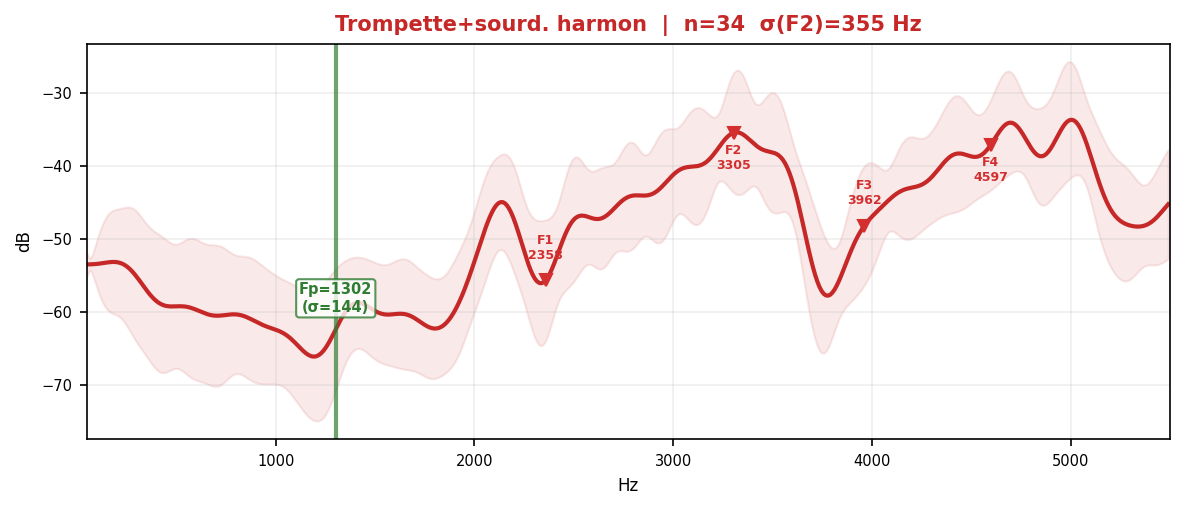 Trompette+sourd. harmon | n=34 σ(F2)=355 Hz
−30
−40
−50
−60
−70
dB
F1
2358
F2
3305
F3
3962
F4
4597
Fp=1302
(σ=144)
1000
2000
3000
4000
5000
Hz